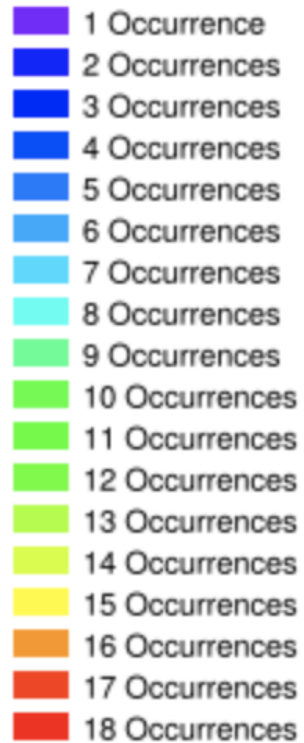 1 Occurrence
2 Occurrences
3 Occurrences
4 Occurrences
5 Occurrences
6 Occurrences
7 Occurrences
8 Occurrences
9 Occurrences
10 Occurrences
11 Occurrences
12 Occurrences
13 Occurrences
14 Occurrences
15 Occurrences
16 Occurrences
17 Occurrences
18 Occurrences